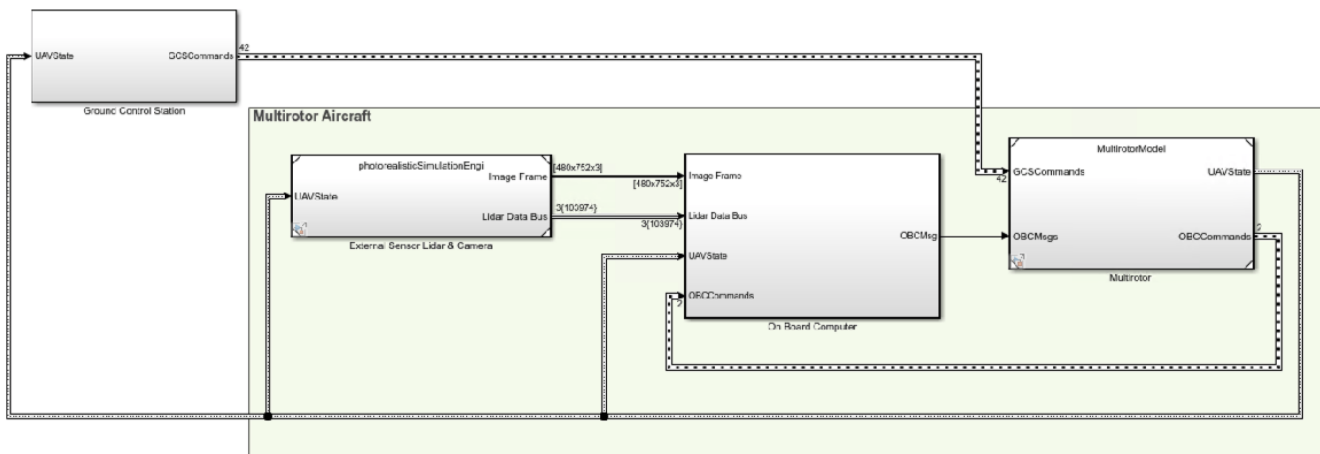 UAVState
GCSCommands
42
Ground Control Station
Multirotor Aircraft
photorealisticSimulationEngi
UAVState
Image Frame
[480x752x3]
Lidar Data Bus
3{103974}
External Sensor Lidar & Camera
[480x752x3]
Image Frame
3{103974}
Lidar Data Bus
UAVState
OBCCommands
2
OBCMsg
On Board Computer
MultirotorModel
GCSCommands
42
OBCMsgs
UAVState
OBCCommands
Multirotor